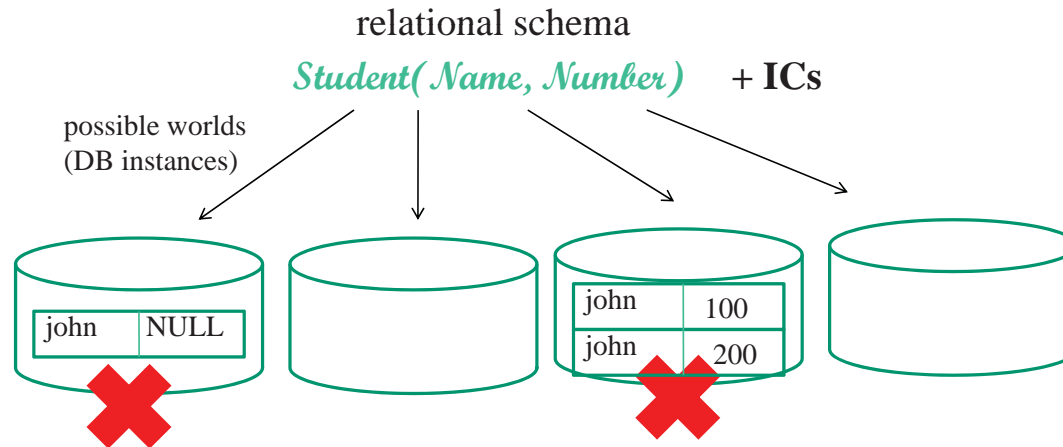 relational schema
Student(Name, Number) + ICs
possible worlds
(DB instances)
john NULL
john 100
john 200